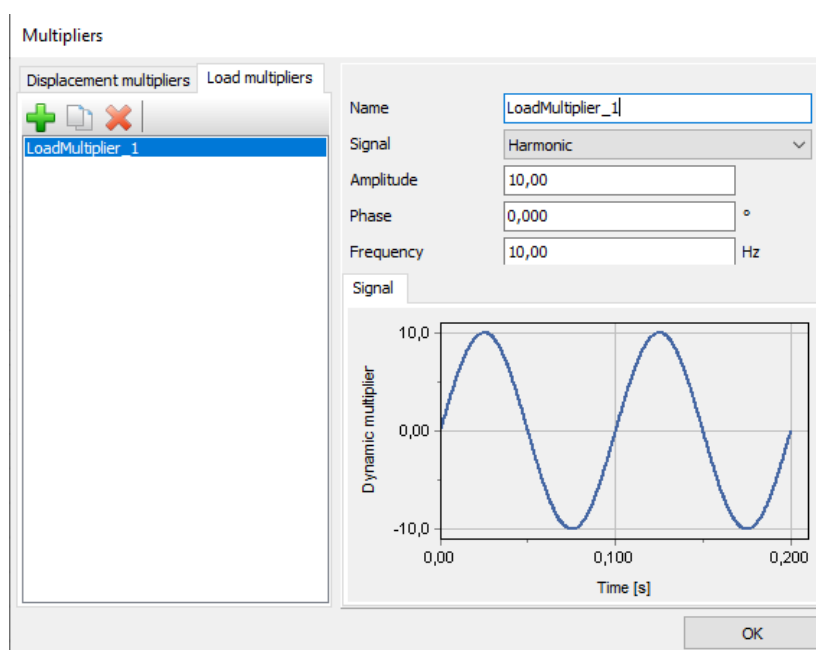 Multipliers
Displacement multipliers Load multipliers
LoadMultiplier_1
Name LoadMultiplier_1
Signal Harmonic
Amplitude 10,00
Phase 0,000 °
Frequency 10,00 Hz
Signal
10,0
0,00
-10,0
Dynamic multiplier
0,00 0,100 0,200
Time [s]
OK